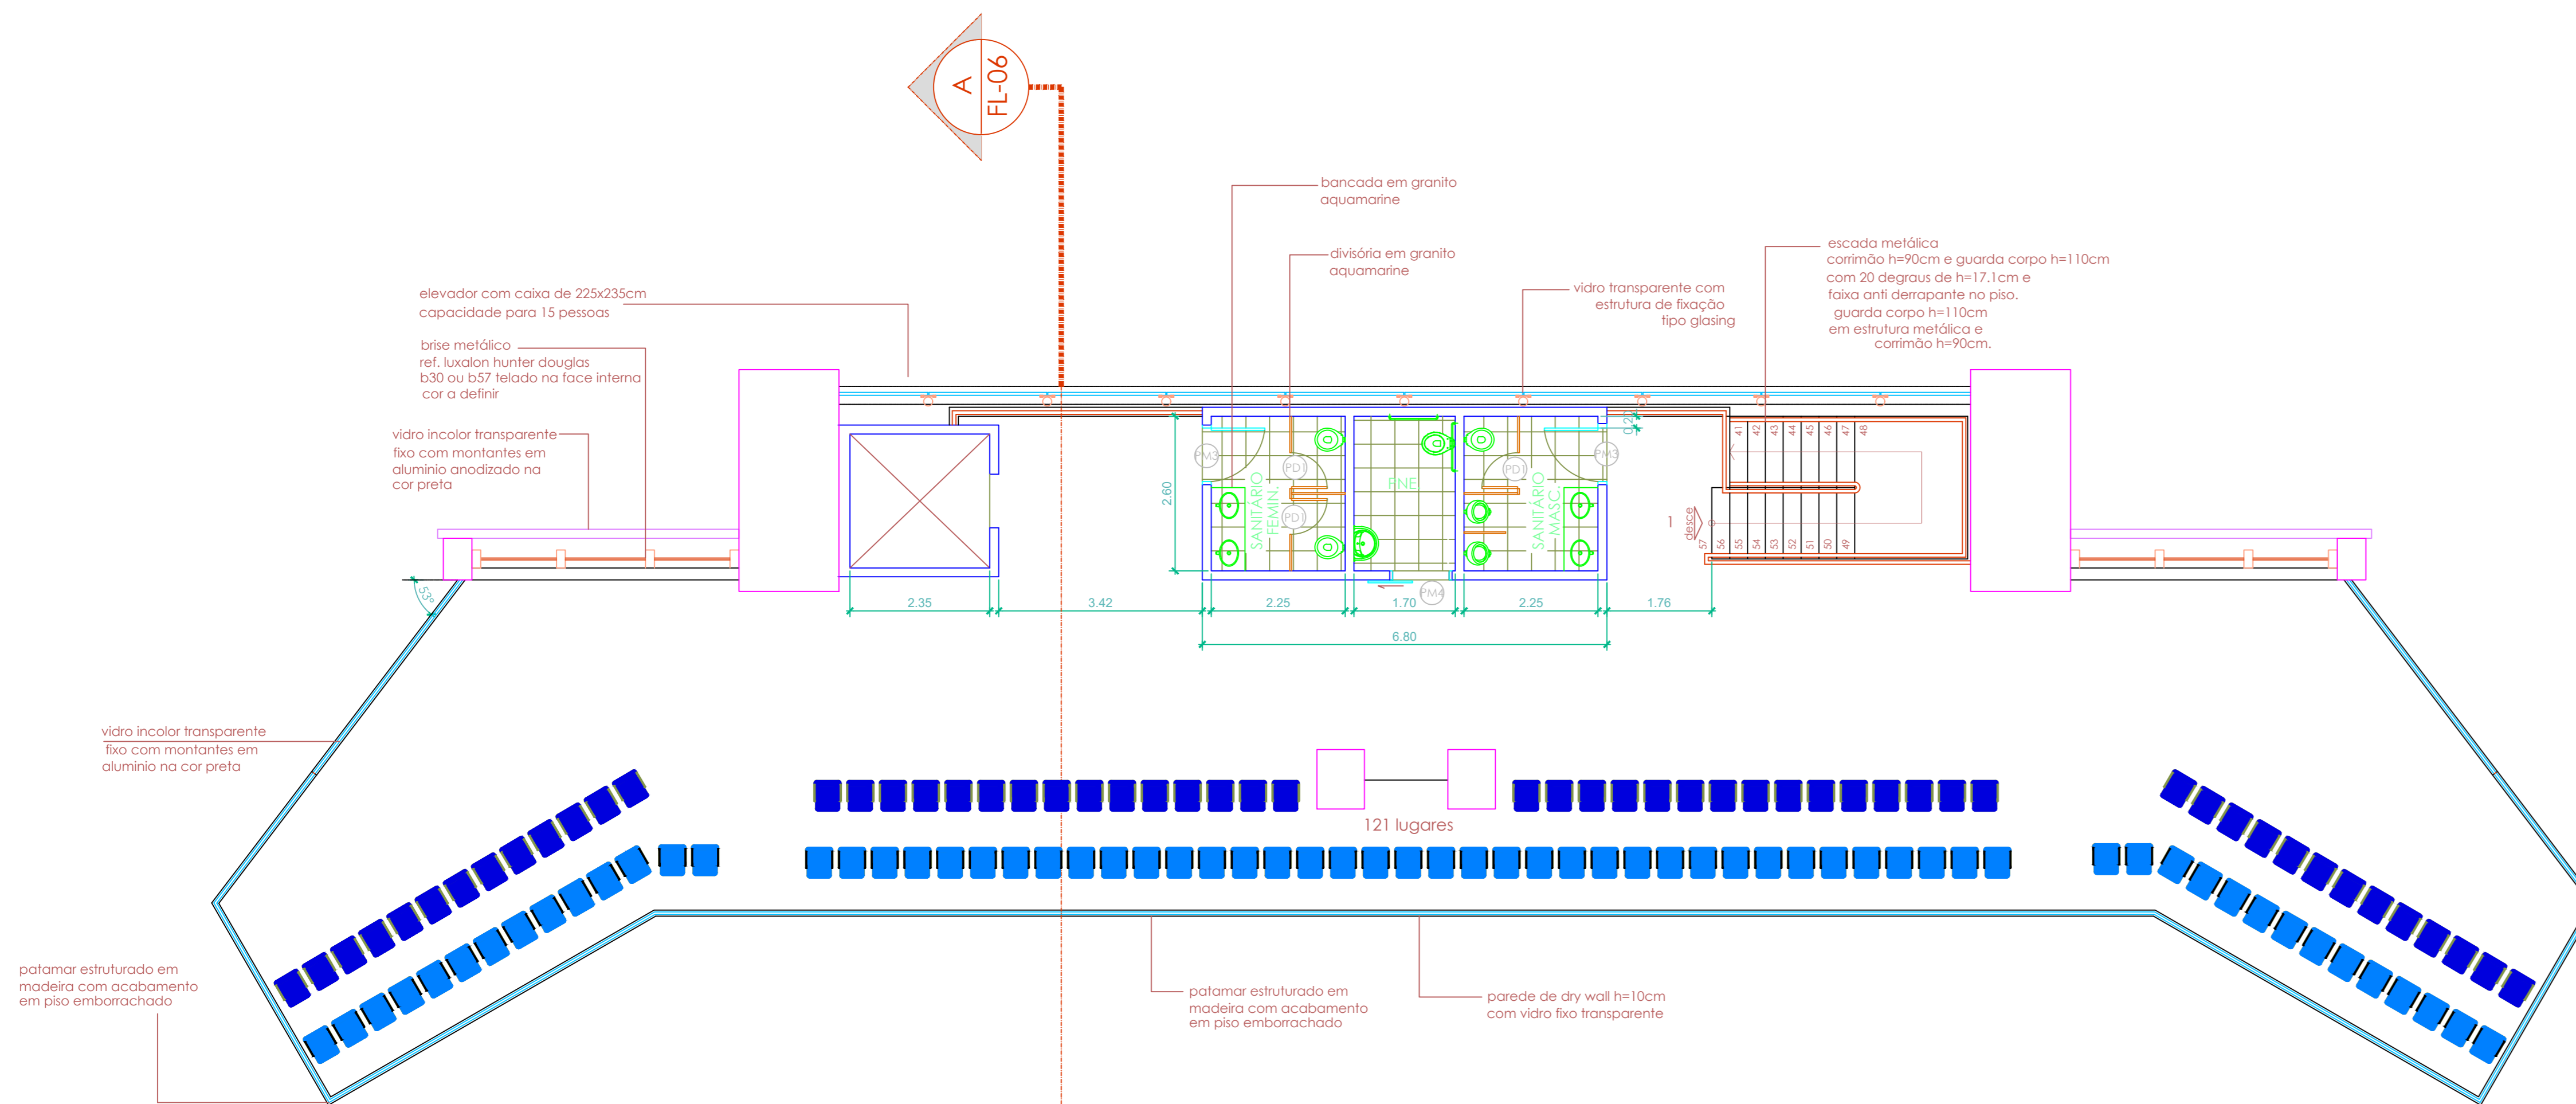 A
FL-06
bancada em granito
aquamarine
divisória em granito
aquamarine
vidro transparente com
estrutura de fixação
tipo glasing
escada metálica
corrimão h=90cm e guarda corpo h=110cm
com 20 degraus de h=17.1cm e
faixa anti derrapante no piso.
guarda corpo h=110cm
em estrutura metálica e
corrimão h=90cm.
elevador com caixa de 225x235cm
capacidade para 15 pessoas
brise metálico
ref. luxalon hunter douglas
b30 ou b57 telado na face interna
cor a definir
vidro incolor transparente
fixo com montantes em
aluminio anodizado na
cor preta
53°
2.60
PM3
SANITÁRIO
FEMIN.
PD1
PD1
PNE
PD1
SANITÁRIO
MASC.
PM3
0.20
PM4
41
42
43
44
45
46
47
48
1
desce
57
56
55
54
53
52
51
50
49
2.35
3.42
2.25
1.70
2.25
1.76
6.80
vidro incolor transparente
fixo com montantes em
aluminio na cor preta
121 lugares
patamar estruturado em
madeira com acabamento
em piso emborrachado
patamar estruturado em
madeira com acabamento
em piso emborrachado
parede de dry wall h=10cm
com vidro fixo transparente